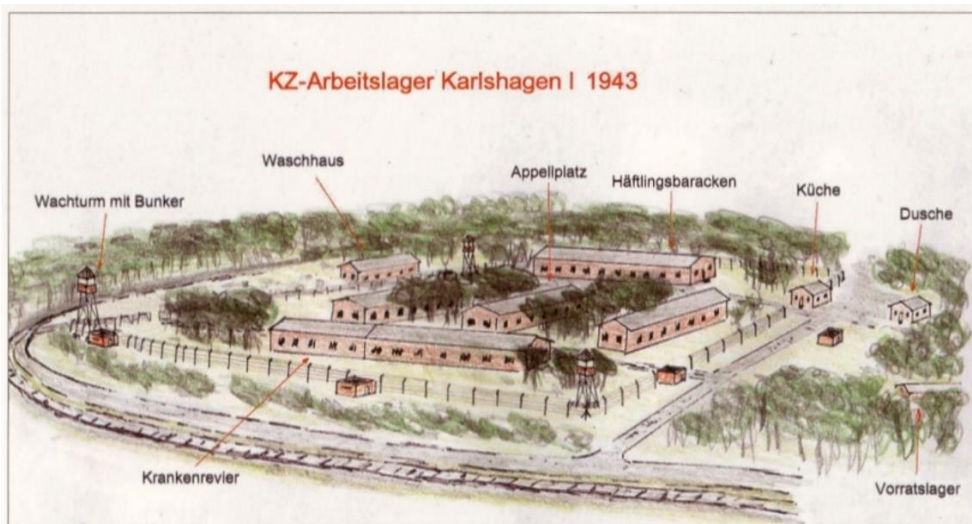 KZ-Arbeitslager Karlshagen I 1943
Waschhaus
Appellplatz
Häftlingsbaracken
Küche
Wachturm mit Bunker
Dusche
Krankenrevier
Vorratslager